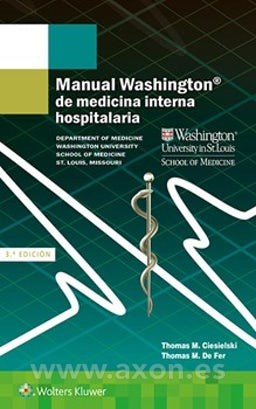 Manual Washington®
de medicina interna
hospitalaria
DEPARTMENT OF MEDICINE
WASHINGTON UNIVERSITY
SCHOOL OF MEDICINE
ST. LOUIS, MISSOURI
Washington
University in St. Louis
SCHOOL OF MEDICINE
3.ª EDICIÓN
Thomas M. Ciesielski
Thomas M. De Fer
www.axon.es
Wolters Kluwer